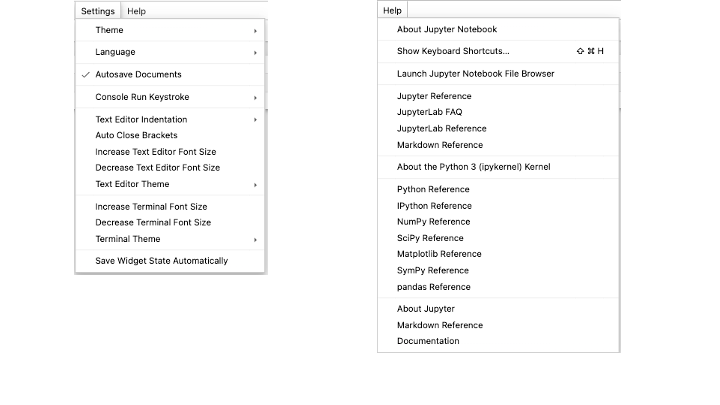 Settings Help
Theme
Language
✓ Autosave Documents
Console Run Keystroke
Text Editor Indentation
Auto Close Brackets
Increase Text Editor Font Size
Decrease Text Editor Font Size
Text Editor Theme
Increase Terminal Font Size
Decrease Terminal Font Size
Terminal Theme
Save Widget State Automatically
Help
About Jupyter Notebook
Show Keyboard Shortcuts... ⇧ ⌘ H
Launch Jupyter Notebook File Browser
Jupyter Reference
JupyterLab FAQ
JupyterLab Reference
Markdown Reference
About the Python 3 (ipykernel) Kernel
Python Reference
IPython Reference
NumPy Reference
SciPy Reference
Matplotlib Reference
SymPy Reference
pandas Reference
About Jupyter
Markdown Reference
Documentation